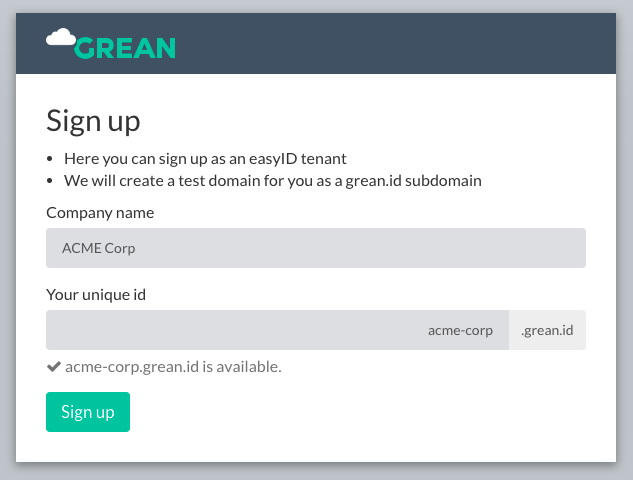 GREAN
Sign up
Here you can sign up as an easyID tenant
We will create a test domain for you as a grean.id subdomain
Company name
ACME Corp
Your unique id
acme-corp .grean.id
acme-corp.grean.id is available.
Sign up